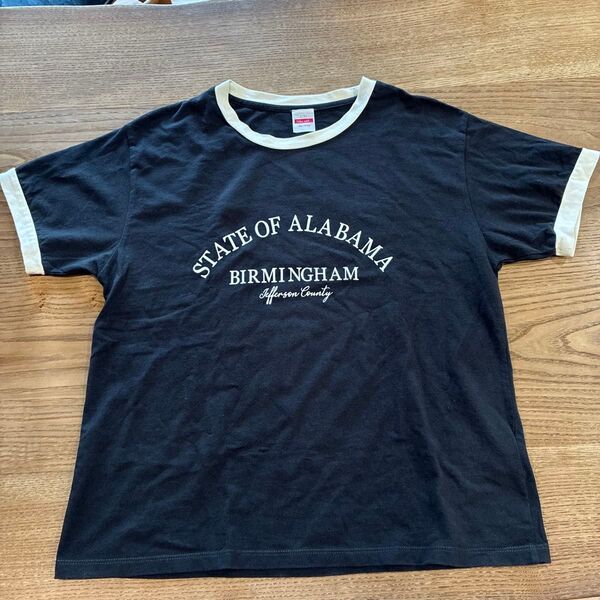 STATE OF ALABAMA
BIRMINGHAM
Jefferson County